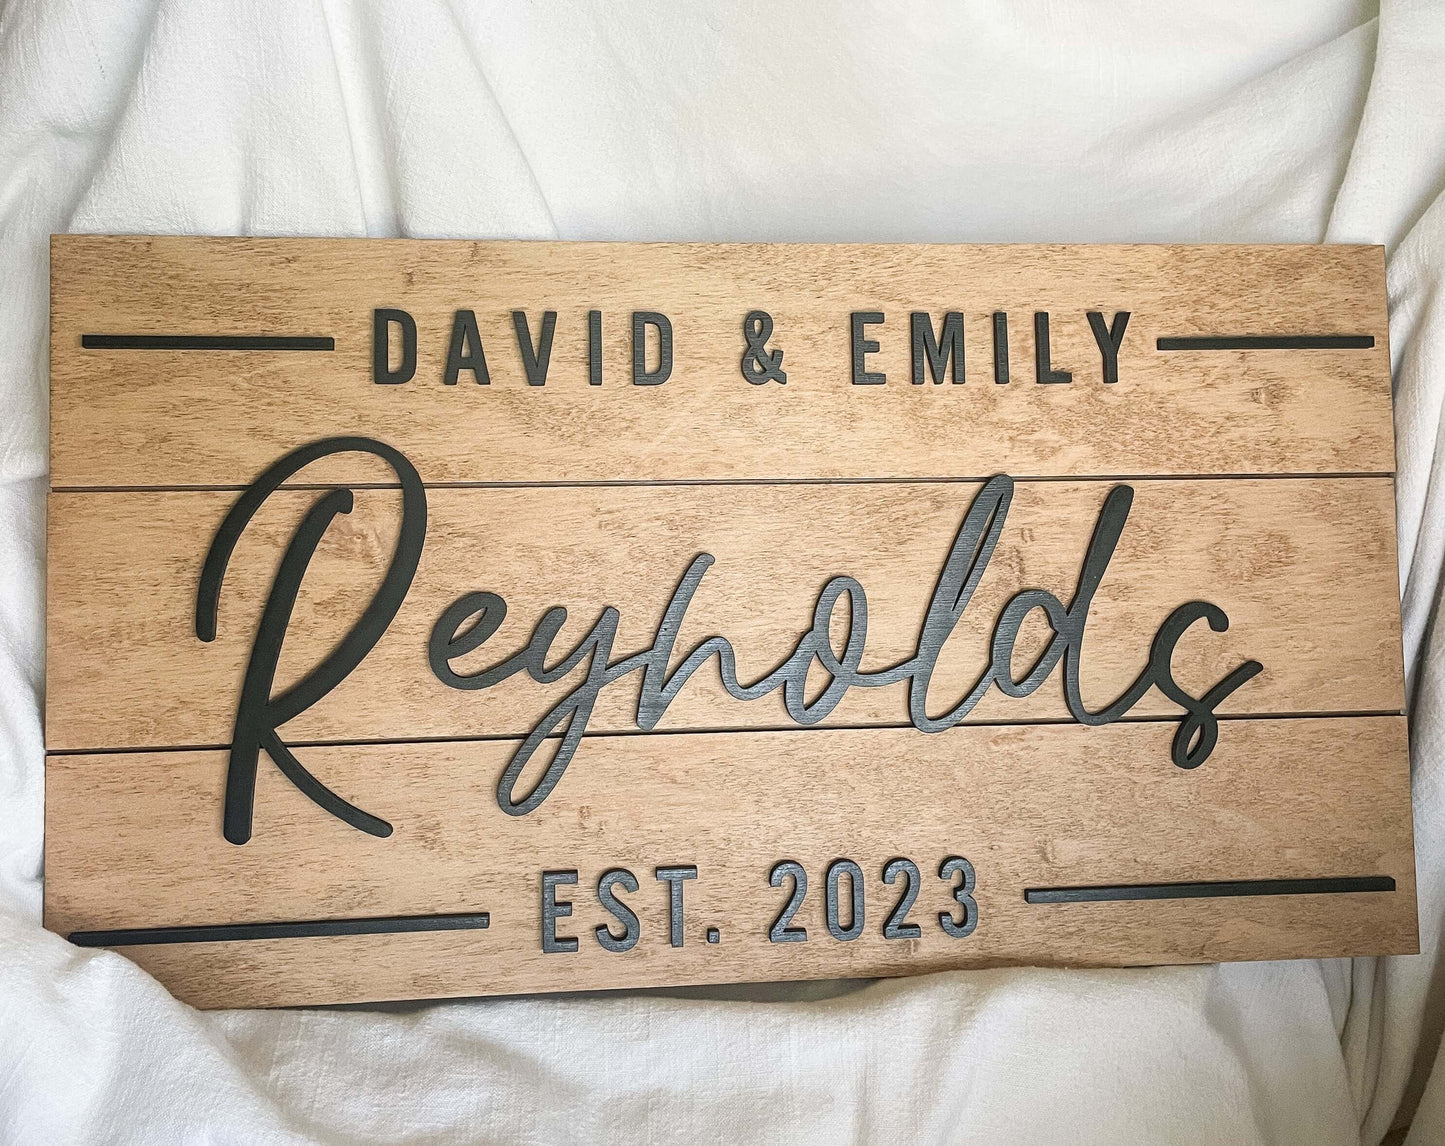 DAVID & EMILY
Reynolds
EST. 2023